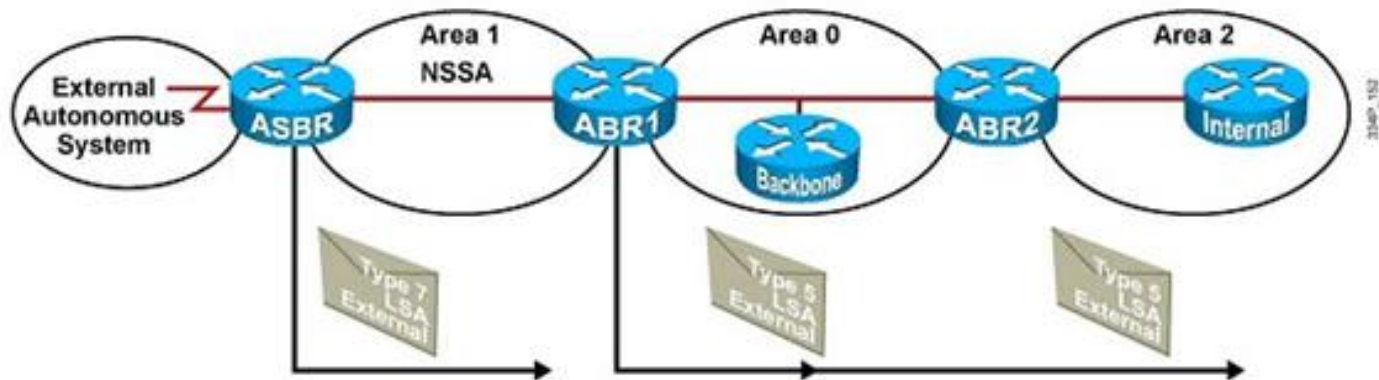 Area 1
NSSA
Area 0
Area 2
External
Autonomous
System
ASBR
ABR1
Backbone
ABR2
Internal
334P_152
Type 7
LSA
External
Type 5
LSA
External
Type 5
LSA
External